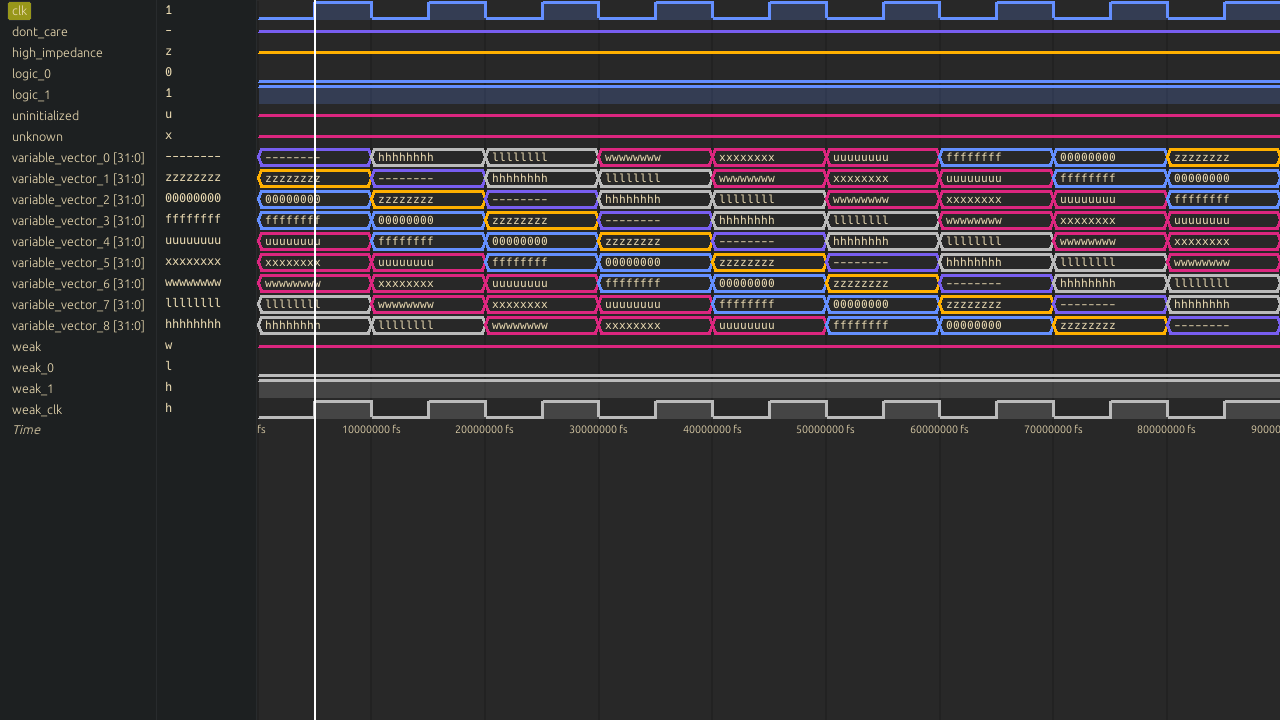 clk 1
dont_care -
high_impedance z
logic_0 0
logic_1 1
uninitialized u
unknown x
variable_vector_0 [31:0] -------- -------- hhhhhhhh llllllll wwwwwwww xxxxxxxx uuuuuuuu ffffffff 00000000 zzzzzzzz
variable_vector_1 [31:0] zzzzzzzz zzzzzzzz -------- hhhhhhhh llllllll wwwwwwww xxxxxxxx uuuuuuuu ffffffff 00000000
variable_vector_2 [31:0] 00000000 00000000 zzzzzzzz -------- hhhhhhhh llllllll wwwwwwww xxxxxxxx uuuuuuuu ffffffff
variable_vector_3 [31:0] ffffffff ffffffff 00000000 zzzzzzzz -------- hhhhhhhh llllllll wwwwwwww xxxxxxxx uuuuuuuu
variable_vector_4 [31:0] uuuuuuuu uuuuuuuu ffffffff 00000000 zzzzzzzz -------- hhhhhhhh llllllll wwwwwwww xxxxxxxx
variable_vector_5 [31:0] xxxxxxxx xxxxxxxx uuuuuuuu ffffffff 00000000 zzzzzzzz -------- hhhhhhhh llllllll wwwwwwww
variable_vector_6 [31:0] wwwwwwww wwwwwwww xxxxxxxx uuuuuuuu ffffffff 00000000 zzzzzzzz -------- hhhhhhhh llllllll
variable_vector_7 [31:0] llllllll llllllll wwwwwwww xxxxxxxx uuuuuuuu ffffffff 00000000 zzzzzzzz -------- hhhhhhhh
variable_vector_8 [31:0] hhhhhhhh hhhhhhhh llllllll wwwwwwww xxxxxxxx uuuuuuuu ffffffff 00000000 zzzzzzzz --------
weak w
weak_0 l
weak_1 h
weak_clk h
Time fs 10000000 fs 20000000 fs 30000000 fs 40000000 fs 50000000 fs 60000000 fs 70000000 fs 80000000 fs 90000